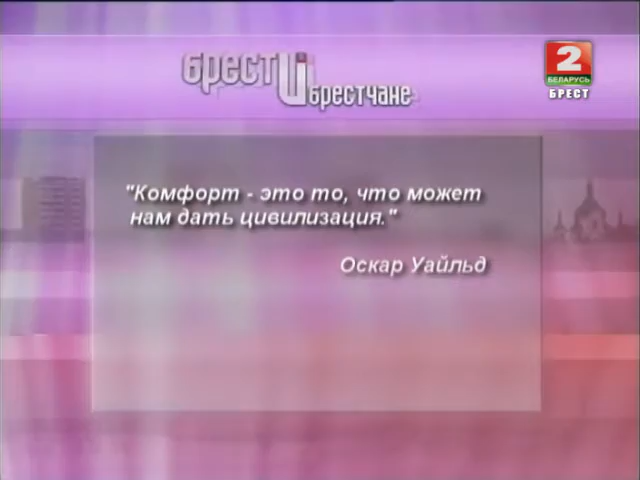 брест и брестчане
2
БЕЛАРУСЬ
БРЕСТ
"Комфорт - это то, что может
нам дать цивилизация."
Оскар Уайльд